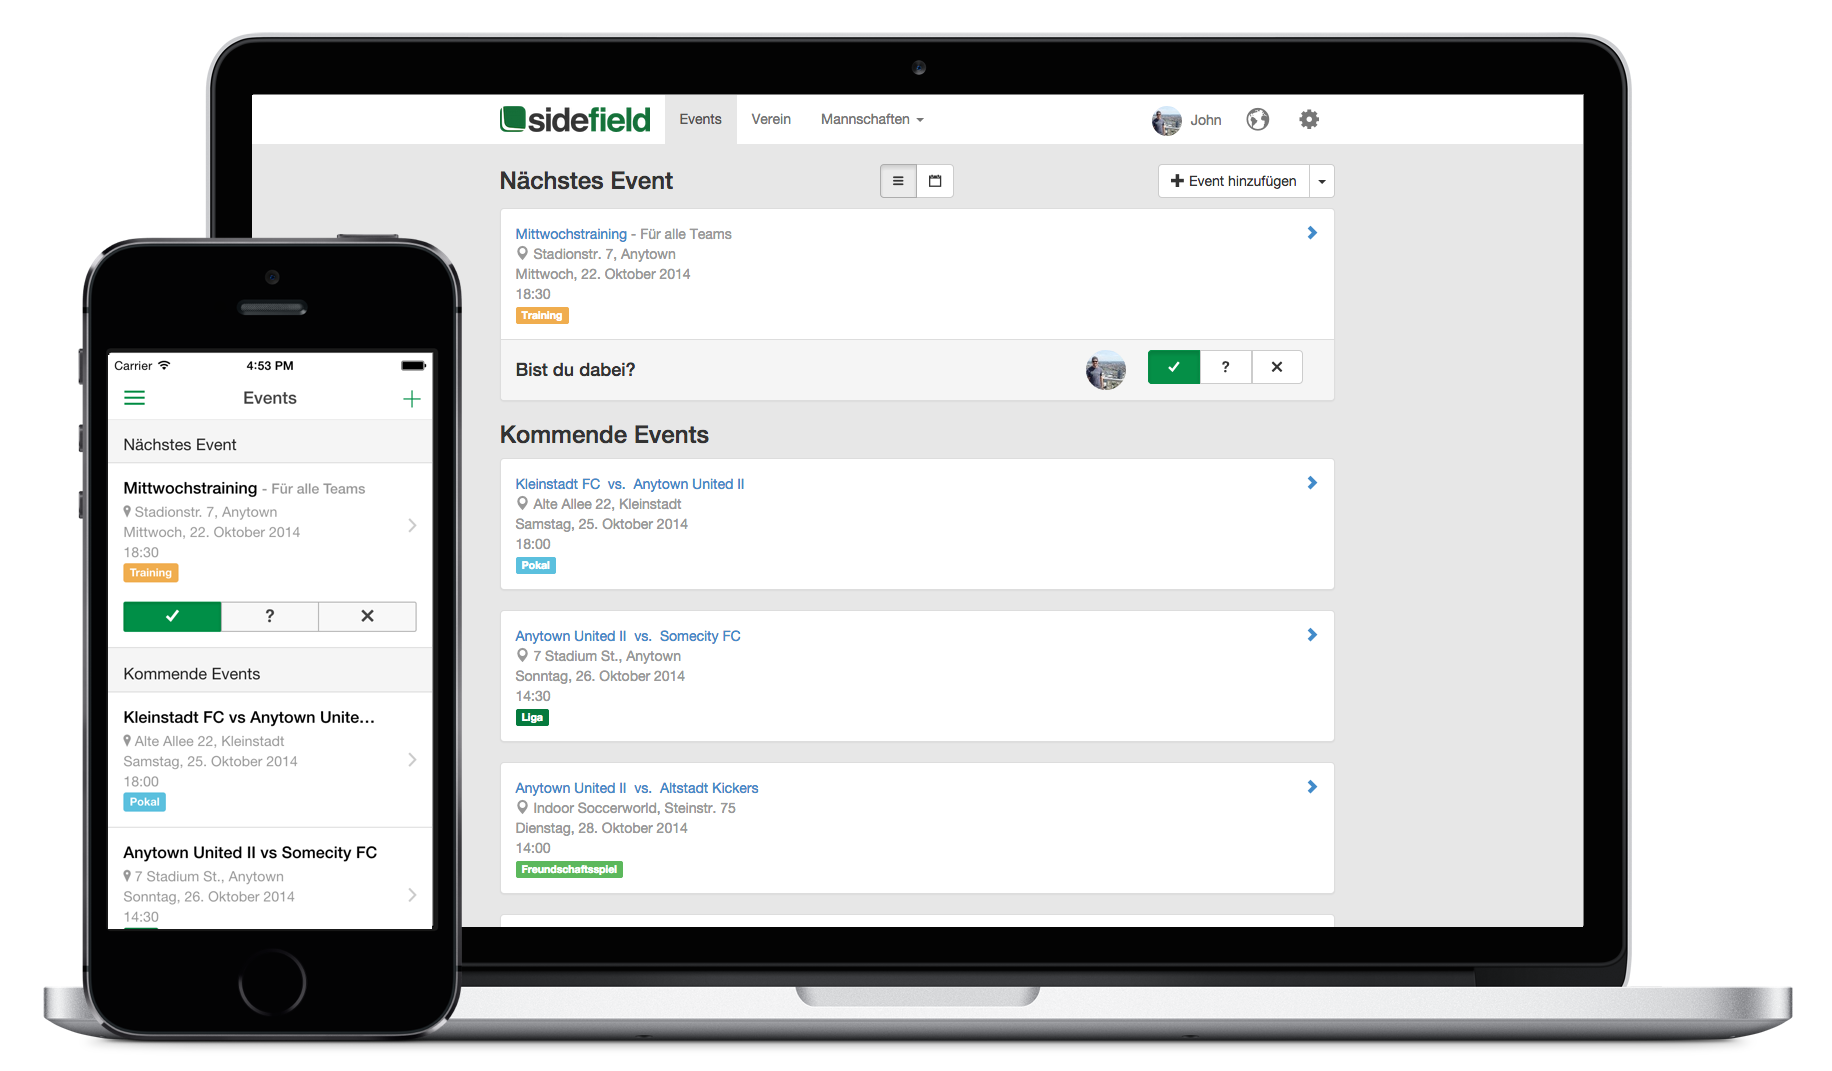 sidefield
Events
Verein
Mannschaften
John
Nächstes Event
Event hinzufügen
Mittwochstraining - Für alle Teams
Stadionstr. 7, Anytown
Mittwoch, 22. Oktober 2014
18:30
Training
Bist du dabei?
?
Kommende Events
Kleinstadt FC vs. Anytown United II
Alte Allee 22, Kleinstadt
Samstag, 25. Oktober 2014
18:00
Pokal
Anytown United II vs. Somecity FC
7 Stadium St., Anytown
Sonntag, 26. Oktober 2014
14:30
Liga
Anytown United II vs. Altstadt Kickers
Indoor Soccerworld, Steinstr. 75
Dienstag, 28. Oktober 2014
14:00
Freundschaftsspiel
Carrier
4:53 PM
Events
Nächstes Event
Mittwochstraining - Für alle Teams
Stadionstr. 7, Anytown
Mittwoch, 22. Oktober 2014
18:30
Training
?
Kommende Events
Kleinstadt FC vs Anytown Unite...
Alte Allee 22, Kleinstadt
Samstag, 25. Oktober 2014
18:00
Pokal
Anytown United II vs Somecity FC
7 Stadium St., Anytown
Sonntag, 26. Oktober 2014
14:30